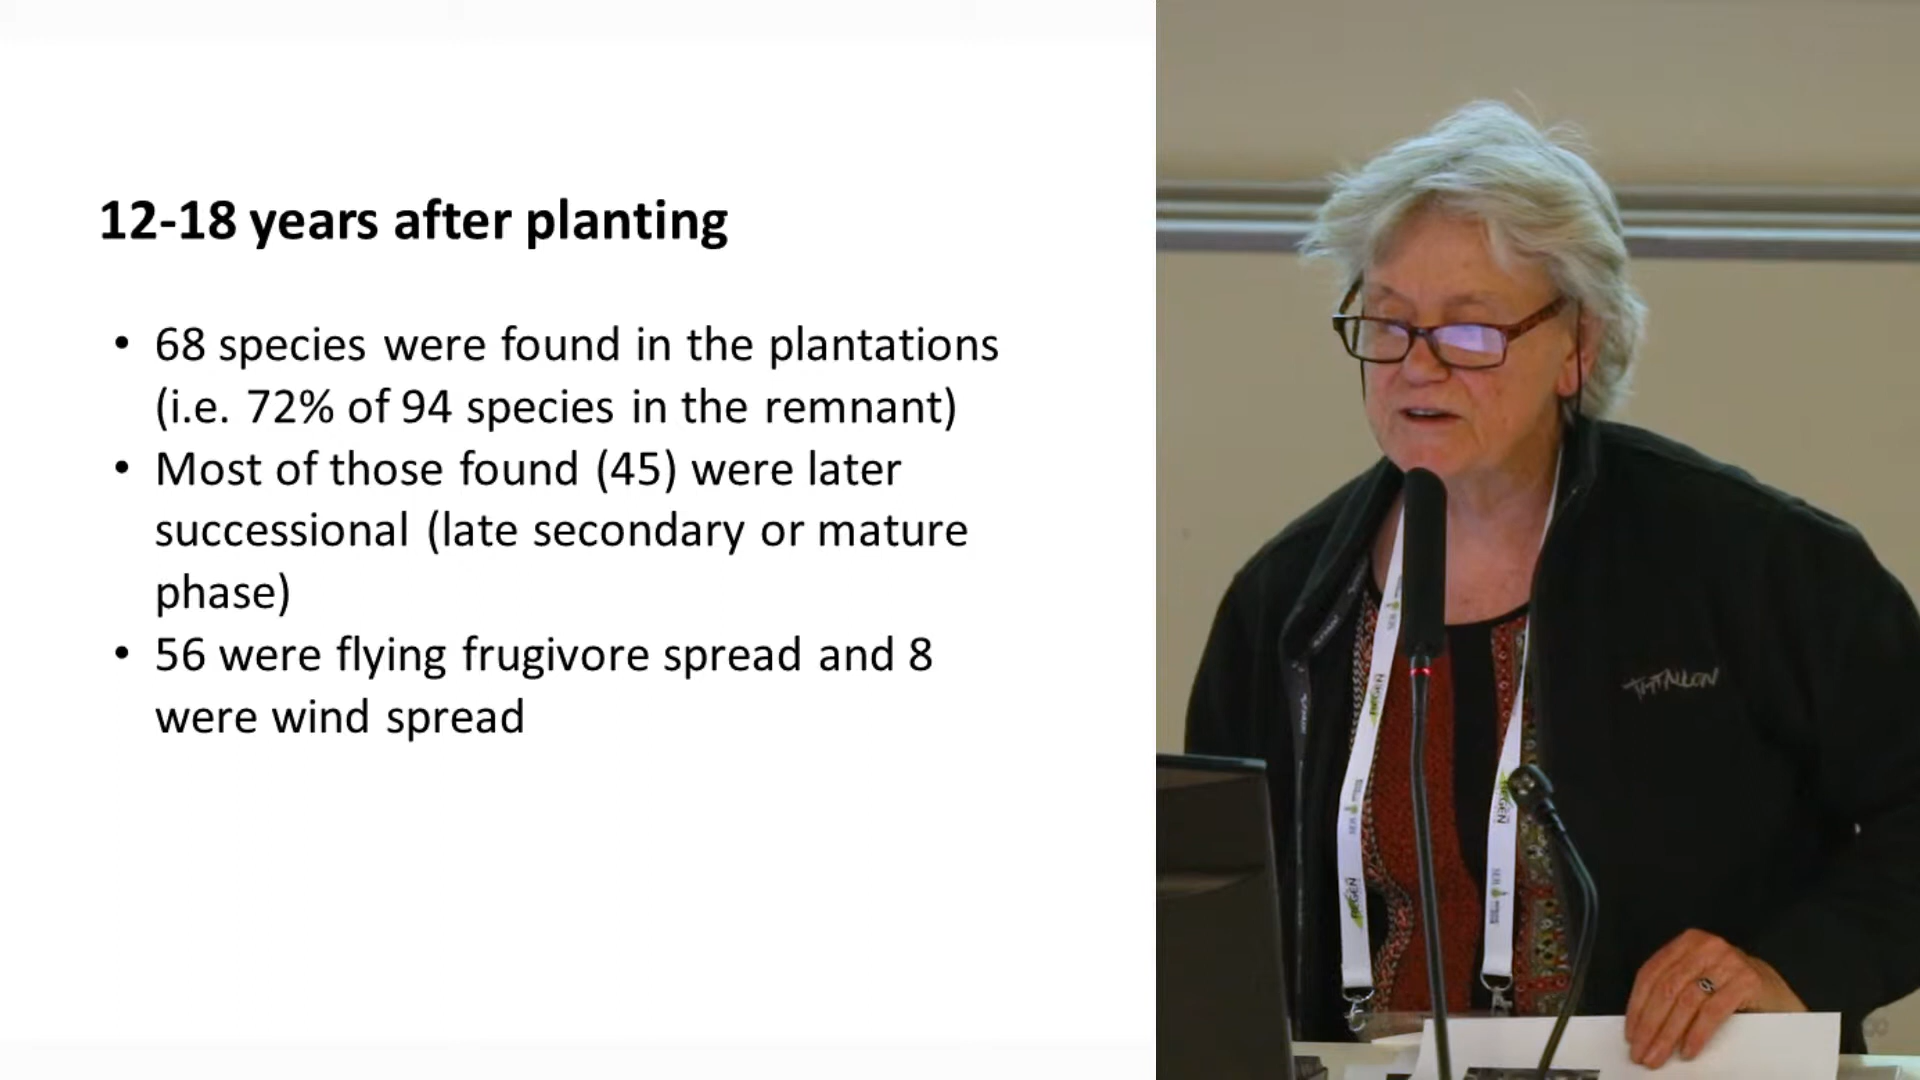 12-18 years after planting
• 68 species were found in the plantations
(i.e. 72% of 94 species in the remnant)
• Most of those found (45) were later
successional (late secondary or mature
phase)
• 56 were flying frugivore spread and 8
were wind spread